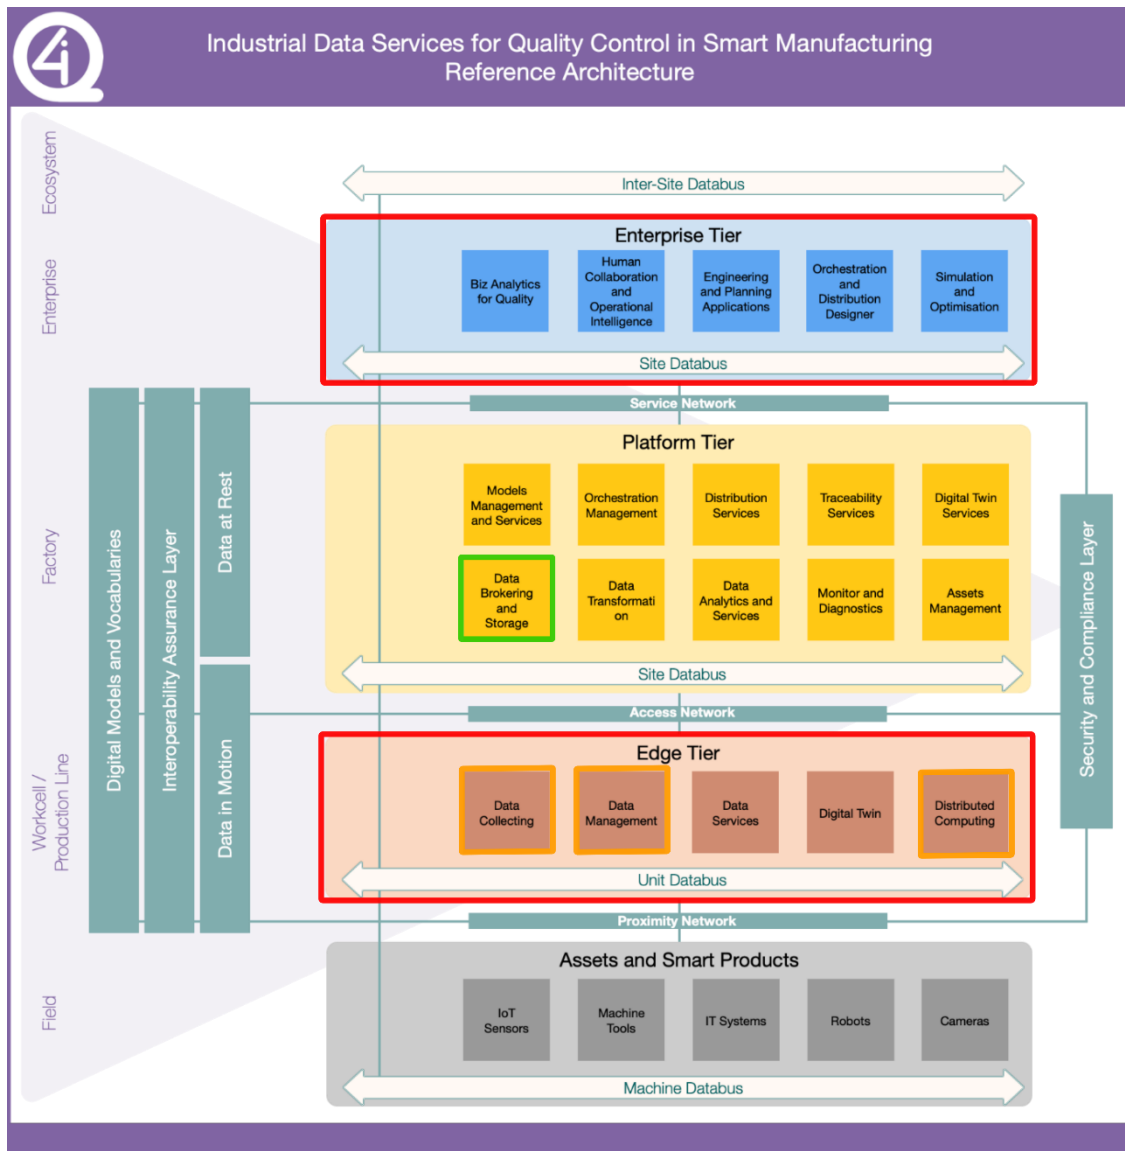 4i
Industrial Data Services for Quality Control in Smart Manufacturing
Reference Architecture
Ecosystem
Enterprise
Factory
Workcell /
Production Line
Field
Inter-Site Databus
Enterprise Tier
Biz Analytics
for Quality
Human
Collaboration
and
Operational
Intelligence
Engineering
and Planning
Applications
Orchestration
and
Distribution
Designer
Simulation
and
Optimisation
Site Databus
Service Network
Digital Models and Vocabularies
Interoperability Assurance Layer
Data at Rest
Data in Motion
Security and Compliance Layer
Platform Tier
Models
Management
and Services
Orchestration
Management
Distribution
Services
Traceability
Services
Digital Twin
Services
Data
Brokering
and
Storage
Data
Transformati
on
Data
Analytics and
Services
Monitor and
Diagnostics
Assets
Management
Site Databus
Access Network
Edge Tier
Data
Collecting
Data
Management
Data
Services
Digital Twin
Distributed
Computing
Unit Databus
Proximity Network
Assets and Smart Products
IoT
Sensors
Machine
Tools
IT Systems
Robots
Cameras
Machine Databus